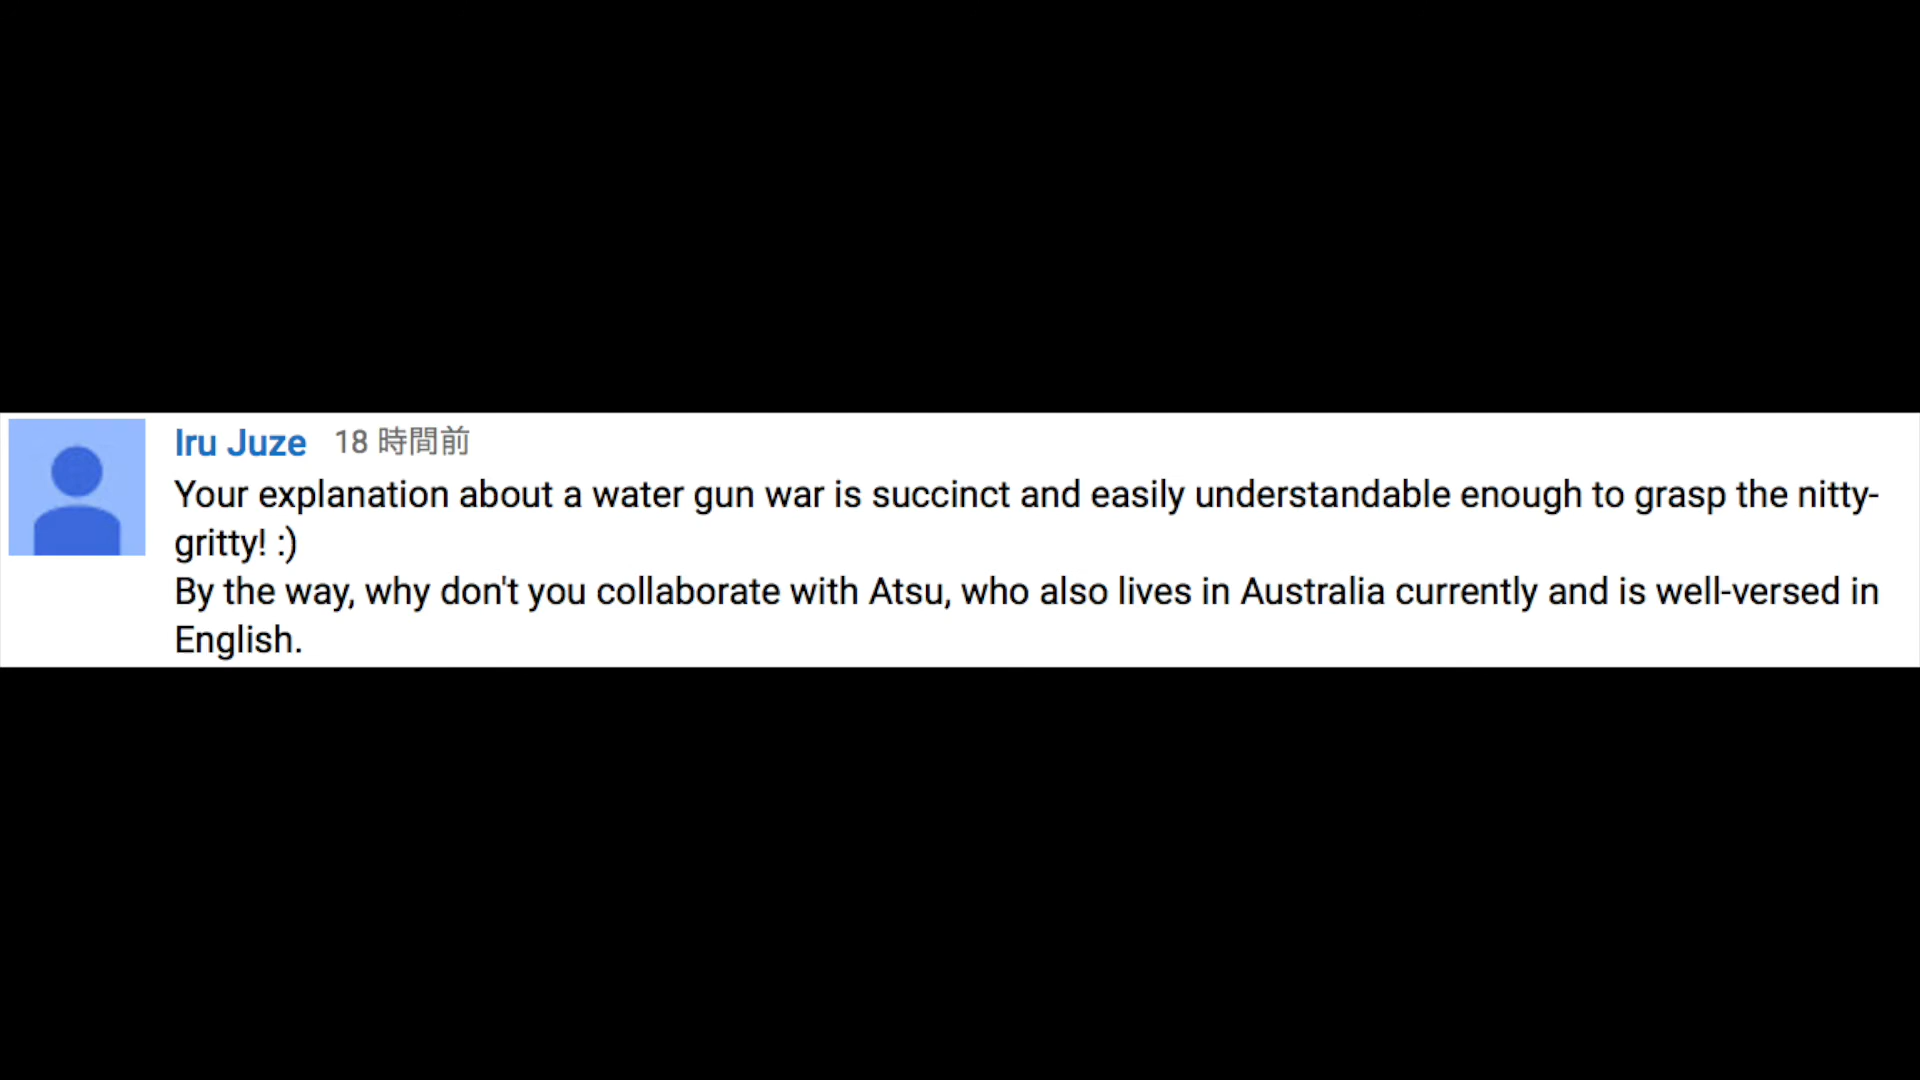 Iru Juze 18 時間前
Your explanation about a water gun war is succinct and easily understandable enough to grasp the nitty-
gritty! :)
By the way, why don't you collaborate with Atsu, who also lives in Australia currently and is well-versed in
English.